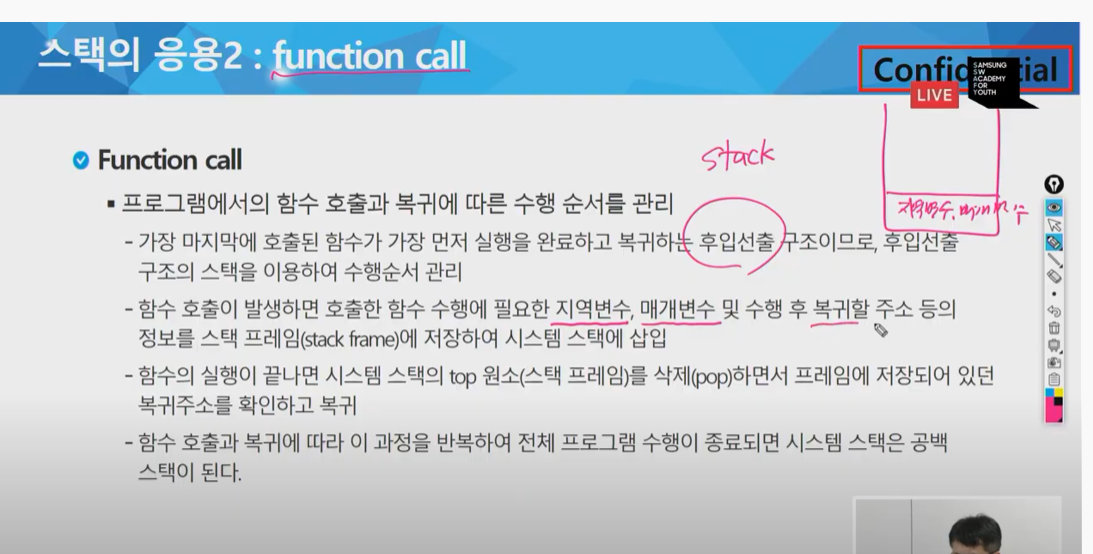 스택의 응용2 : function call
Confid tial
SAMSUNG
SW
ACADEMY
FOR
YOUTH
LIVE
Function call
stack
▪ 프로그램에서의 함수 호출과 복귀에 따른 수행 순서를 관리
지역변수, 매개변수
- 가장 마지막에 호출된 함수가 가장 먼저 실행을 완료하고 복귀하는 후입선출 구조이므로, 후입선출
구조의 스택을 이용하여 수행순서 관리
- 함수 호출이 발생하면 호출한 함수 수행에 필요한 지역변수, 매개변수 및 수행 후 복귀할 주소 등의
정보를 스택 프레임(stack frame)에 저장하여 시스템 스택에 삽입
- 함수의 실행이 끝나면 시스템 스택의 top 원소(스택 프레임)를 삭제(pop)하면서 프레임에 저장되어 있던
복귀주소를 확인하고 복귀
- 함수 호출과 복귀에 따라 이 과정을 반복하여 전체 프로그램 수행이 종료되면 시스템 스택은 공백
스택이 된다.